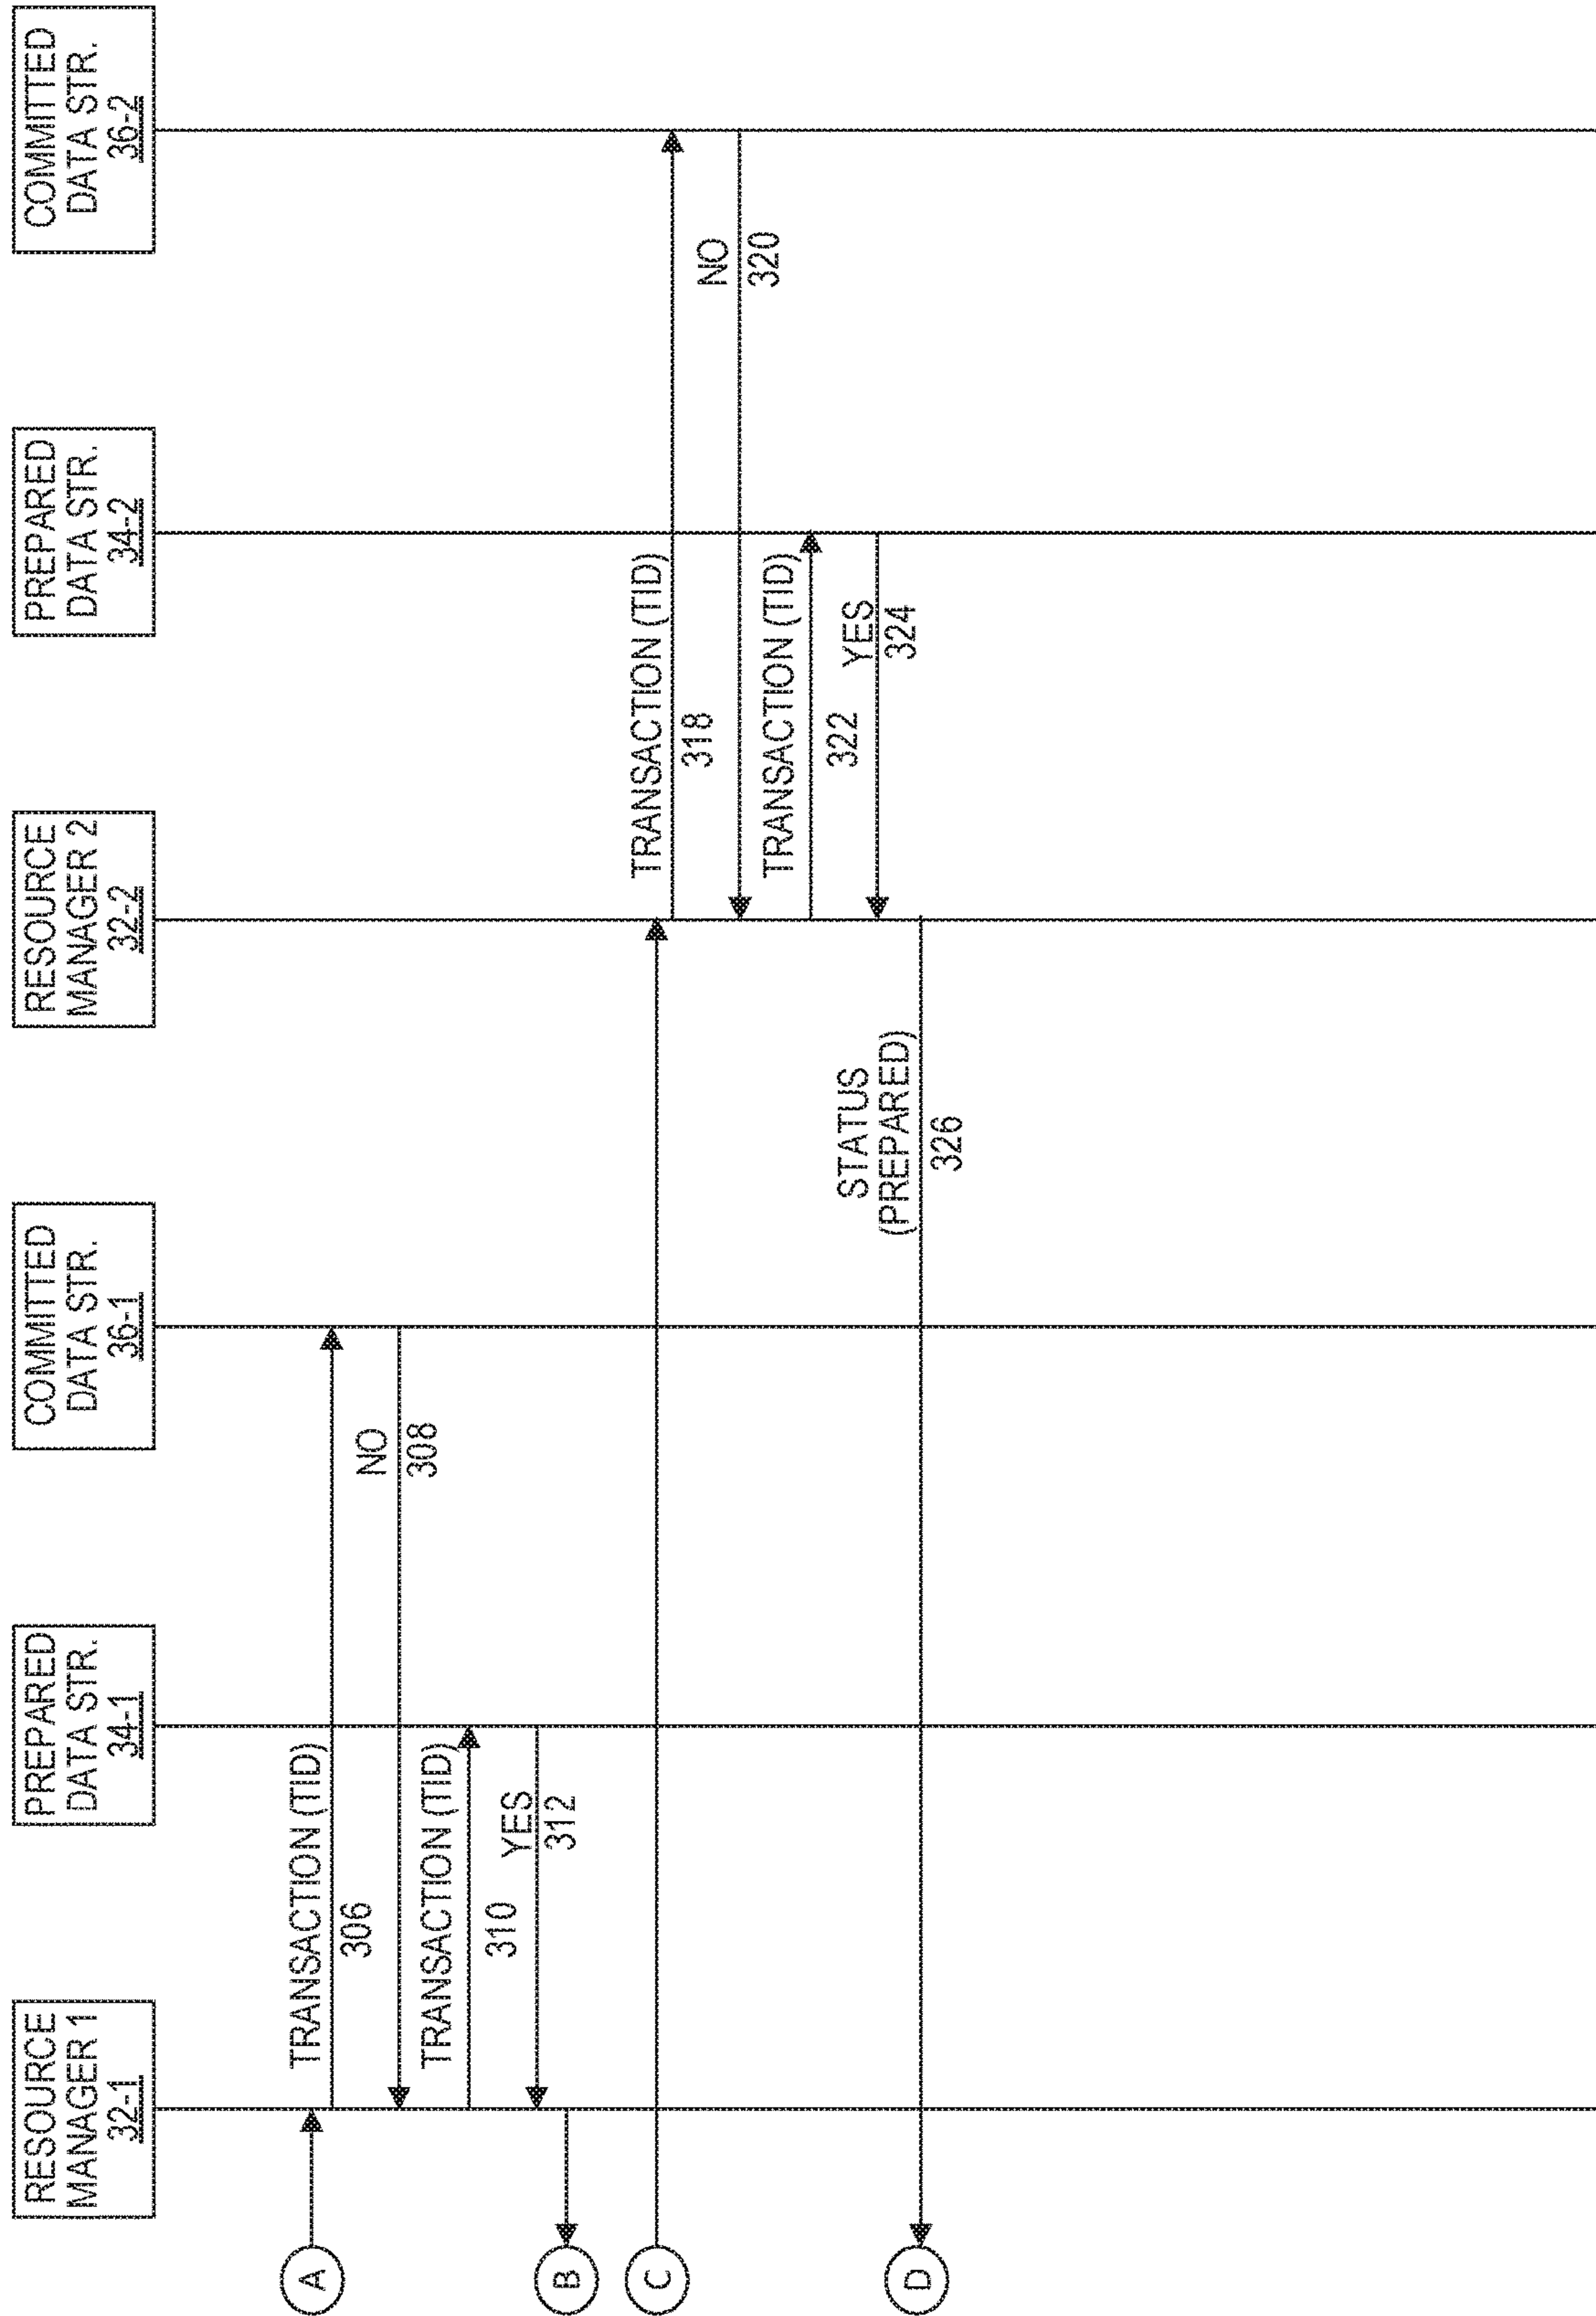 RESOURCE
MANAGER 1
32-1
PREPARED
DATA STR.
34-1
COMMITTED
DATA STR.
36-1
RESOURCE
MANAGER 2
32-2
PREPARED
DATA STR.
34-2
COMMITTED
DATA STR.
36-2
A
TRANSACTION (TID)
306
NO
308
TRANSACTION (TID)
310
YES
312
B
C
TRANSACTION (TID)
318
NO
320
TRANSACTION (TID)
322
YES
324
STATUS
(PREPARED)
326
D